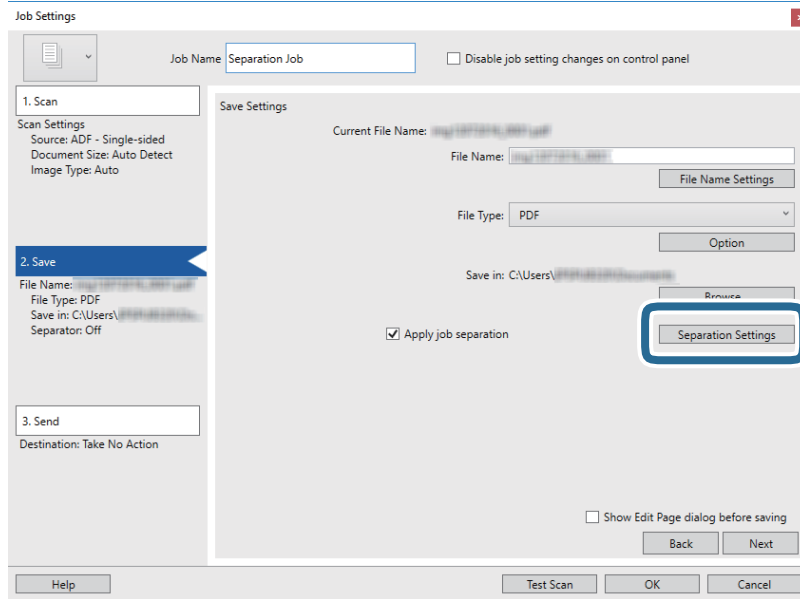 Job Settings
Job Name Separation Job
Disable job setting changes on control panel
1. Scan
Scan Settings
Source: ADF - Single-sided
Document Size: Auto Detect
Image Type: Auto
2. Save
File Name:
File Type: PDF
Save in: C:\Users\
Separator: Off
3. Send
Destination: Take No Action
Save Settings
Current File Name:
File Name:
File Name Settings
File Type: PDF
Option
Save in: C:\Users\
Browse
Apply job separation
Separation Settings
Show Edit Page dialog before saving
Back Next
Help Test Scan OK Cancel